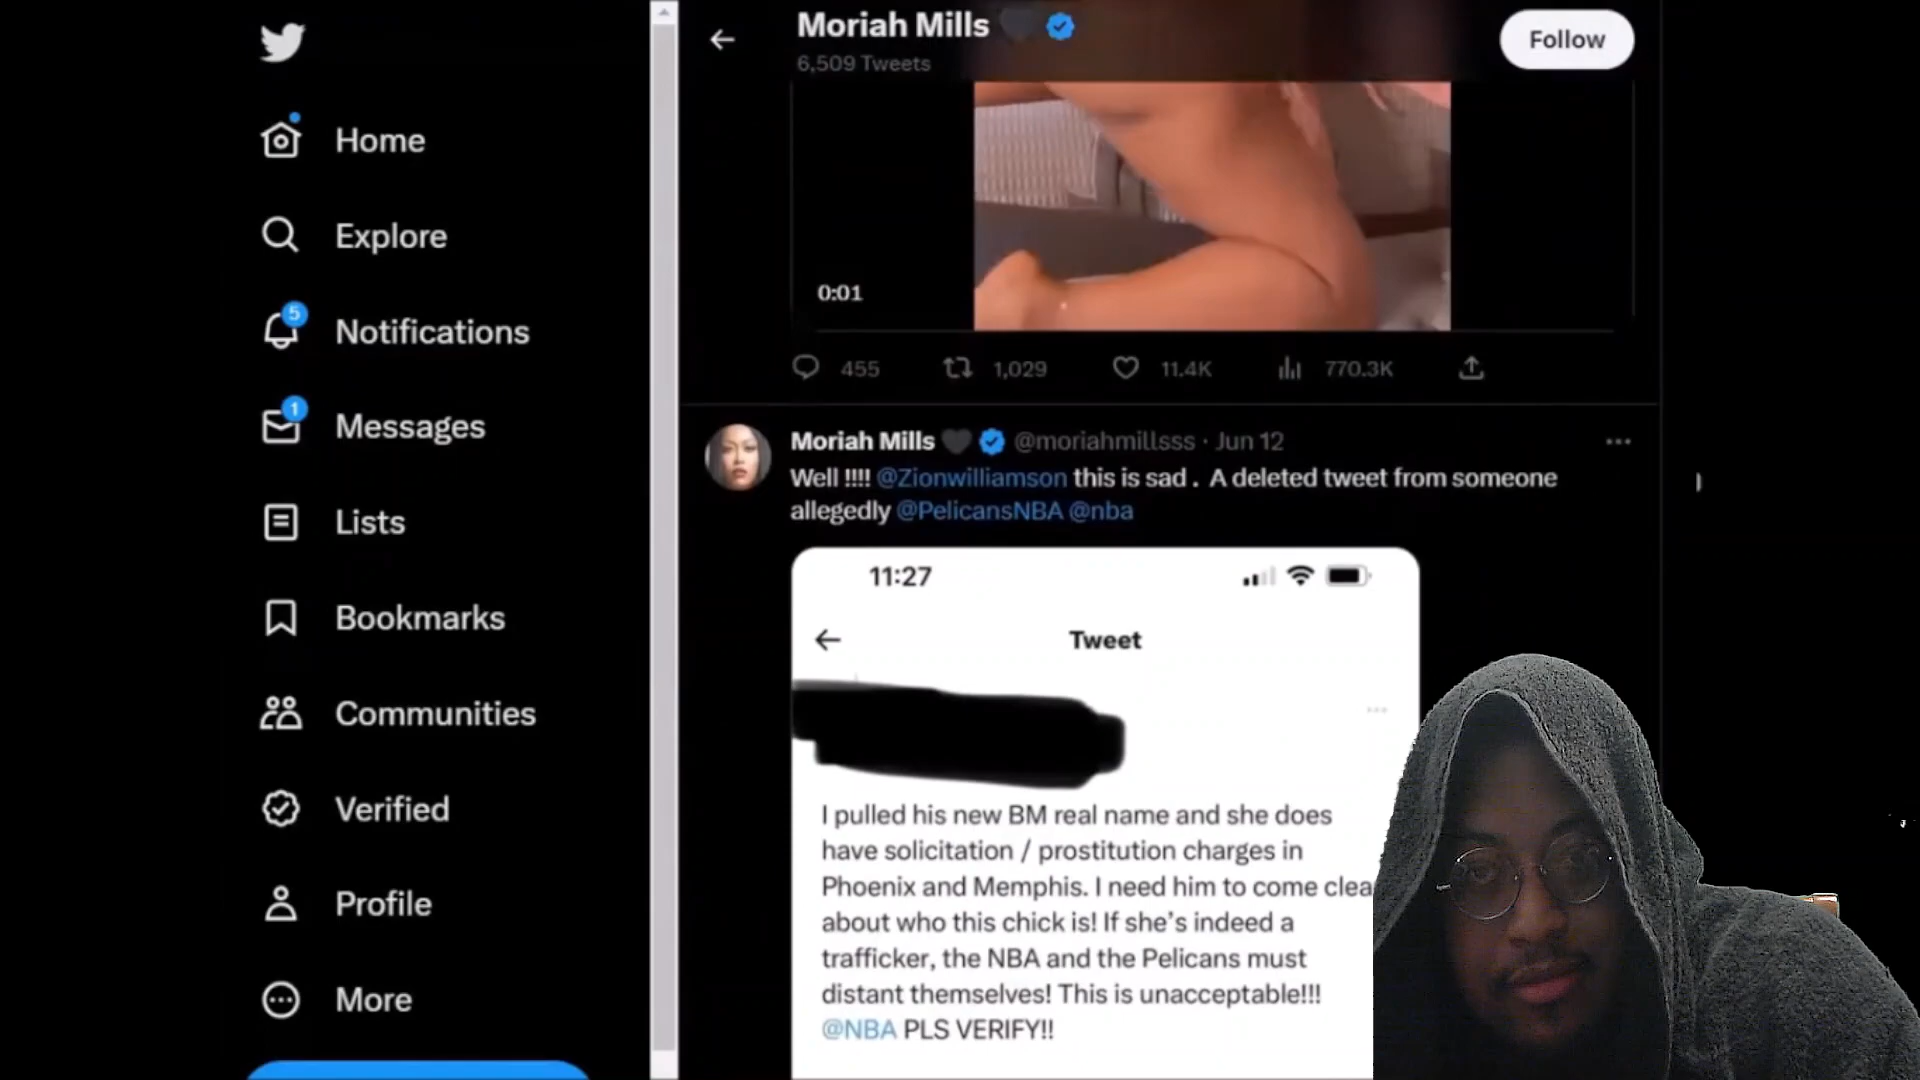 Moriah Mills
6,509 Tweets
Follow
Home
Explore
5
Notifications
1
Messages
Lists
Bookmarks
Communities
Verified
Profile
More
0:01
455 1,029 11.4K 770.3K
Moriah Mills @moriahmillsss · Jun 12
Well !!!! @Zionwilliamson this is sad . A deleted tweet from someone
allegedly @PelicansNBA @nba
11:27
Tweet
I pulled his new BM real name and she does
have solicitation / prostitution charges in
Phoenix and Memphis. I need him to come clea
about who this chick is! If she's indeed a
trafficker, the NBA and the Pelicans must
distant themselves! This is unacceptable!!!
@NBA PLS VERIFY!!